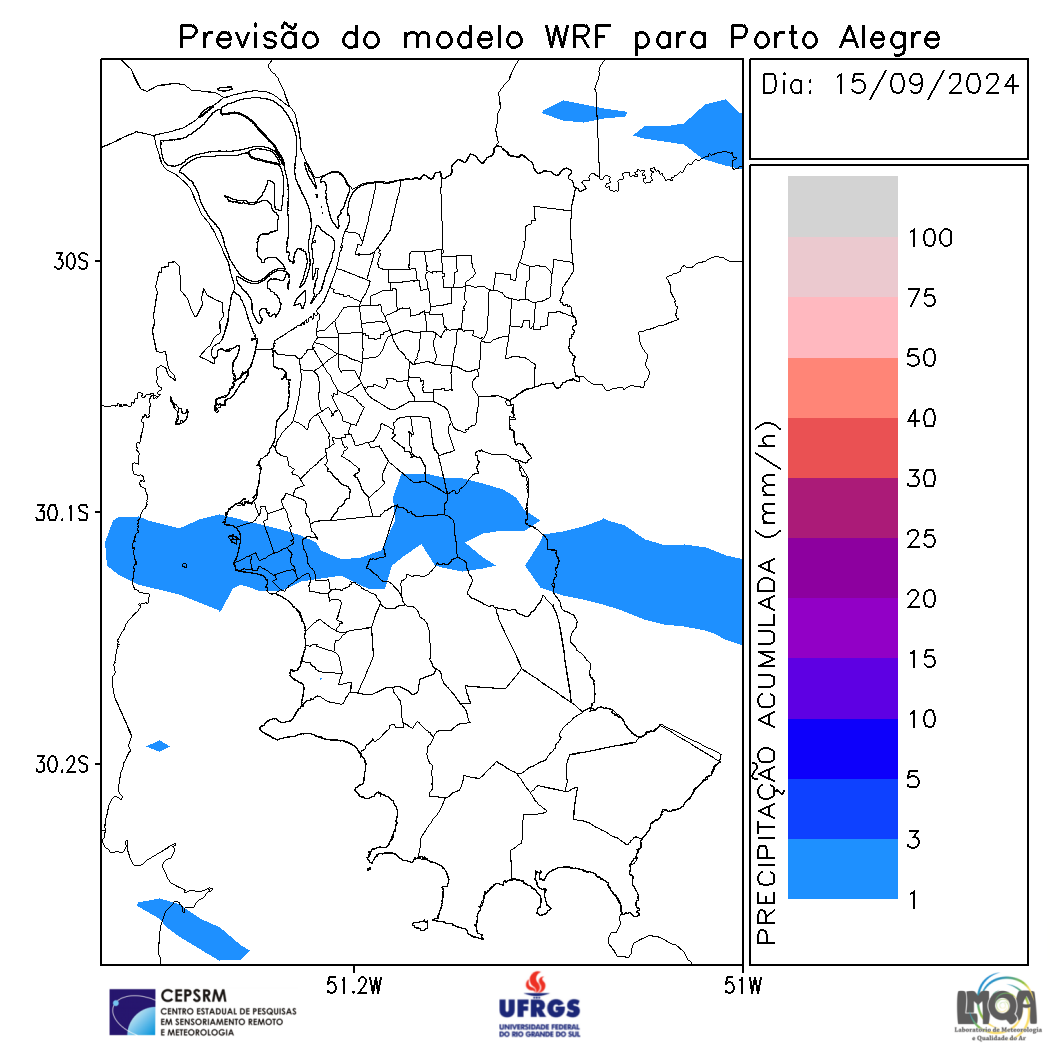 Previsão do modelo WRF para Porto Alegre
Dia: 15/09/2024
30S
30.1S
30.2S
51.2W
51W
PRECIPITAÇÃO ACUMULADA (mm/h)
100
75
50
40
30
25
20
15
10
5
3
1
CEPSRM
CENTRO ESTADUAL DE PESQUISAS
EM SENSORIAMENTO REMOTO
E METEOROLOGIA
UFRGS
UNIVERSIDADE FEDERAL
DO RIO GRANDE DO SUL
LMQA
Laboratório de Meteorologia
e Qualidade do Ar